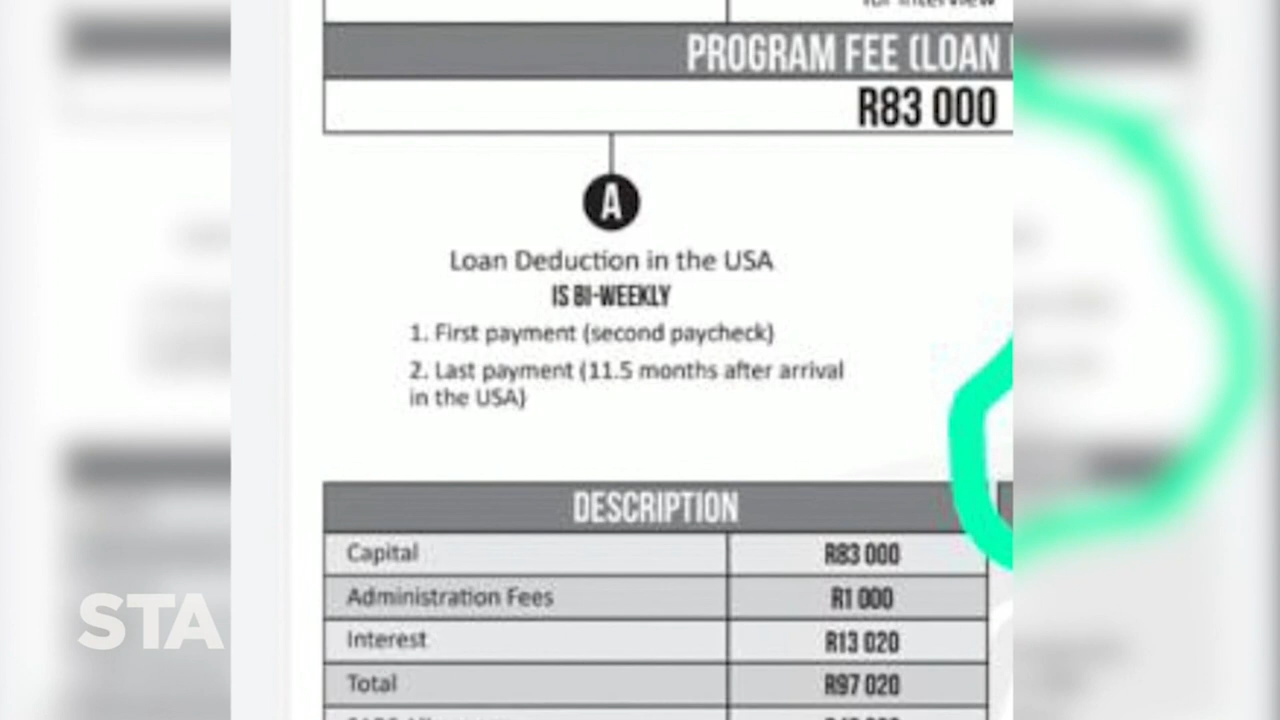 for interview
PROGRAM FEE (LOAN
R83 000
A
Loan Deduction in the USA
IS BI-WEEKLY
1. First payment (second paycheck)
2. Last payment (11.5 months after arrival
in the USA)
DESCRIPTION
Capital R83 000
Administration Fees R1 000
Interest R13 020
Total R97 020
STA